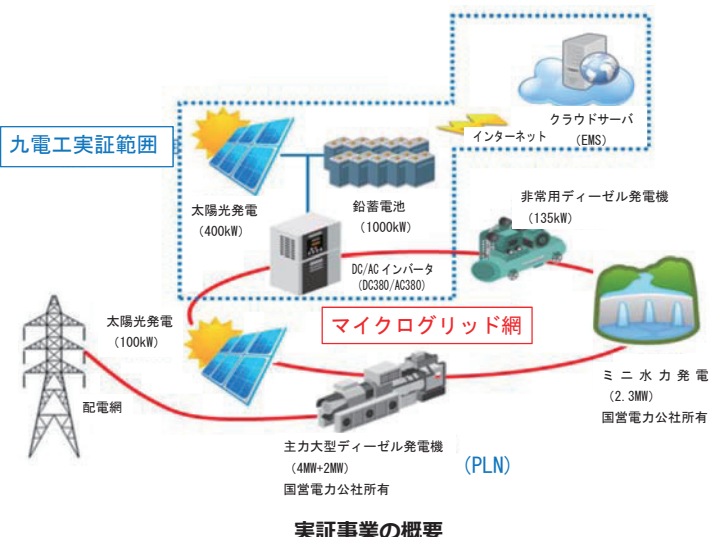 九電工実証範囲
クラウドサーバ
(EMS)
インターネット
太陽光発電
(400kW)
鉛蓄電池
(1000kW)
非常用ディーゼル発電機
(135kW)
DC/AC インバータ
(DC380/AC380)
太陽光発電
(100kW)
マイクログリッド網
配電網
ミニ水力発電
(2.3MW)
国営電力公社所有
主力大型ディーゼル発電機
(4MW+2MW)
国営電力公社所有
(PLN)
実証事業の概要